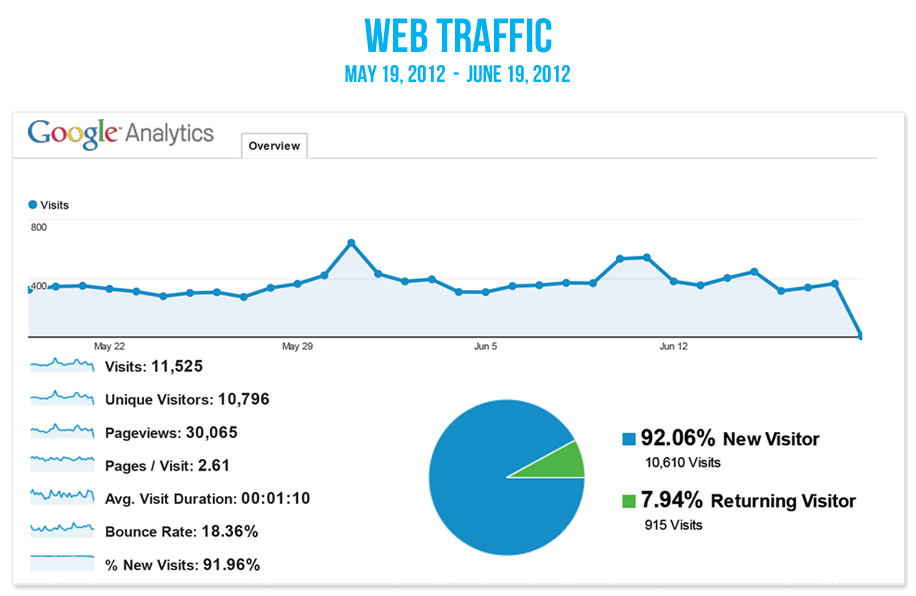 WEB TRAFFIC
MAY 19, 2012 - JUNE 19, 2012
Google™ Analytics
Overview
Visits
800
400
May 22 May 29 Jun 5 Jun 12
Visits: 11,525
Unique Visitors: 10,796
Pageviews: 30,065
Pages / Visit: 2.61
Avg. Visit Duration: 00:01:10
Bounce Rate: 18.36%
% New Visits: 91.96%
92.06% New Visitor
10,610 Visits
7.94% Returning Visitor
915 Visits